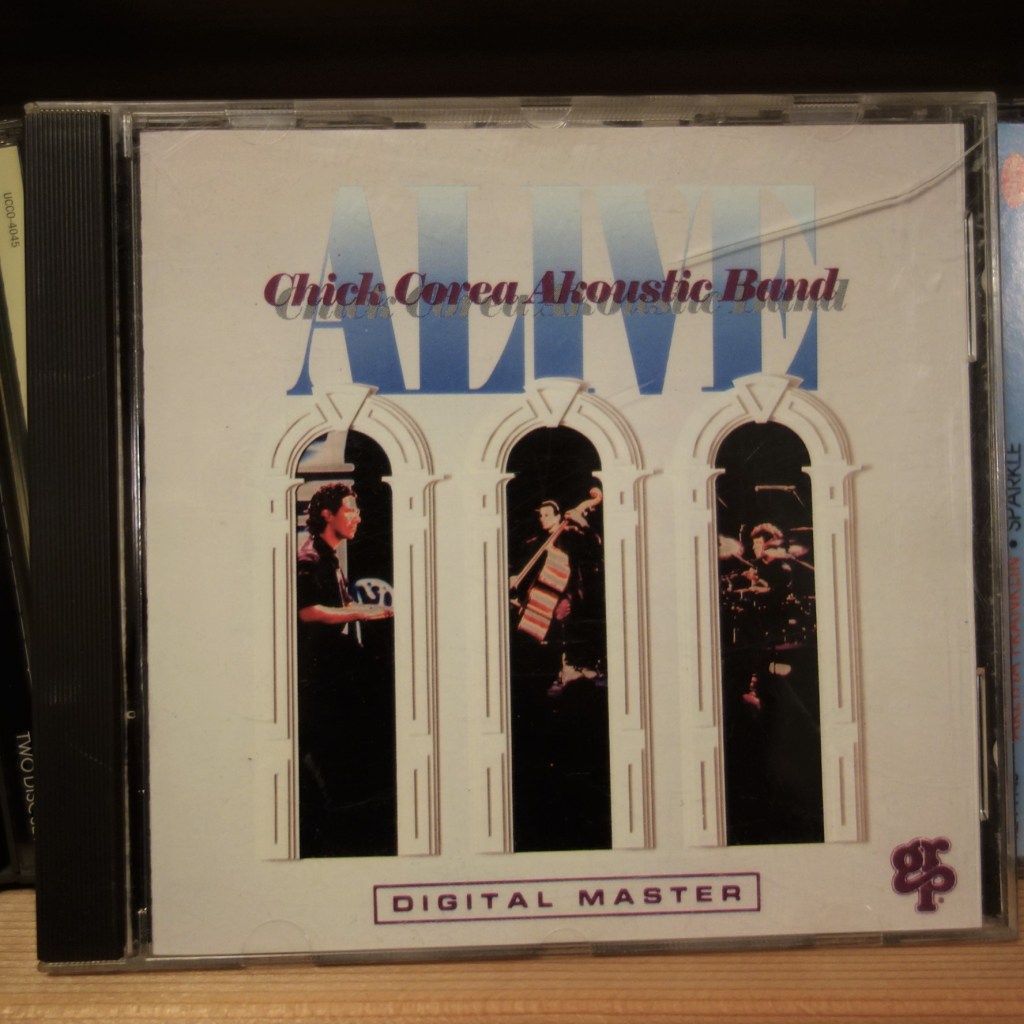 ALIVE
Chick Corea Akoustic Band
DIGITAL MASTER
grp
UCCO-4045
TWO DISC
• SPARKLE